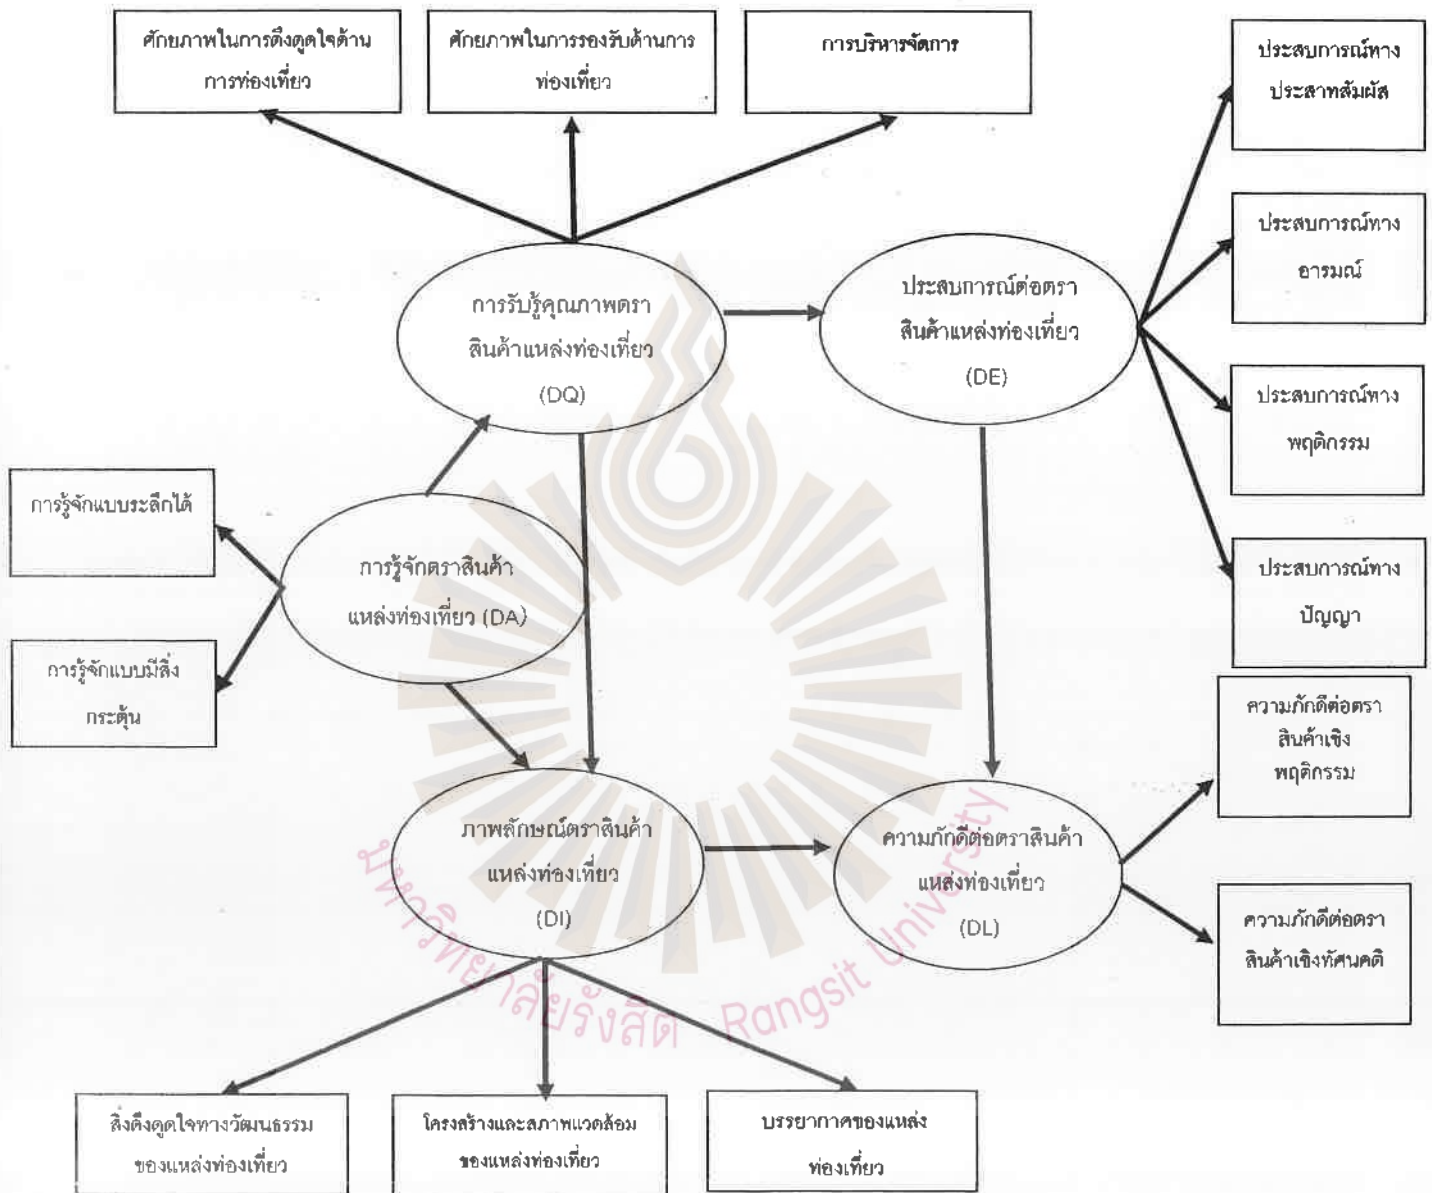 ศักยภาพในการดึงดูดใจด้าน
การท่องเที่ยว
ศักยภาพในการรองรับด้านการ
ท่องเที่ยว
การบริหารจัดการ
ประสบการณ์ทาง
ประสาทสัมผัส
ประสบการณ์ทาง
อารมณ์
ประสบการณ์ทาง
พฤติกรรม
ประสบการณ์ทาง
ปัญญา
การรับรู้คุณภาพตรา
สินค้าแหล่งท่องเที่ยว
(DQ)
ประสบการณ์ต่อตรา
สินค้าแหล่งท่องเที่ยว
(DE)
การรู้จักแบบระลึกได้
การรู้จักแบบมีสิ่ง
กระตุ้น
การรู้จักตราสินค้า
แหล่งท่องเที่ยว (DA)
ภาพลักษณ์ตราสินค้า
แหล่งท่องเที่ยว
(DI)
ความภักดีต่อตราสินค้า
แหล่งท่องเที่ยว
(DL)
ความภักดีต่อตรา
สินค้าเชิง
พฤติกรรม
ความภักดีต่อตรา
สินค้าเชิงทัศนคติ
มหาวิทยาลัยรังสิต Rangsit University
สิ่งดึงดูดใจทางวัฒนธรรม
ของแหล่งท่องเที่ยว
โครงสร้างและสภาพแวดล้อม
ของแหล่งท่องเที่ยว
บรรยากาศของแหล่ง
ท่องเที่ยว